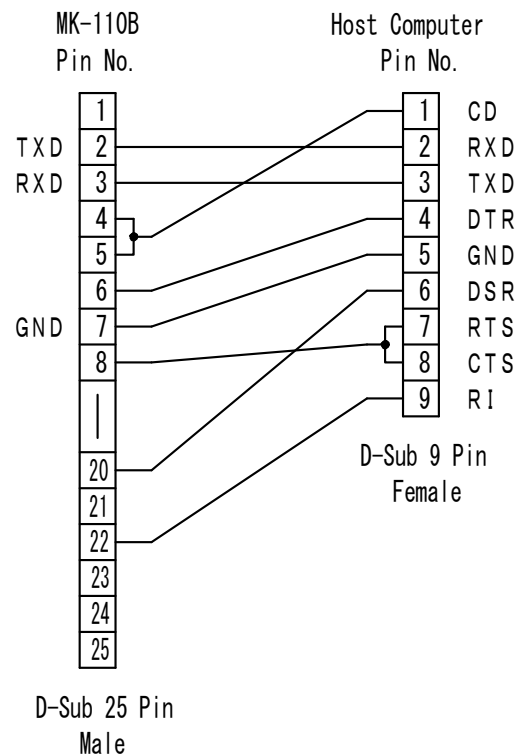 MK-110B Host Computer
Pin No. Pin No.
1 1 CD
TXD 2 2 RXD
RXD 3 3 TXD
4 4 DTR
5 5 GND
6 6 DSR
GND 7 7 RTS
8 8 CTS
9 RI
20
21
22
23
24
25
D-Sub 9 Pin
Female
D-Sub 25 Pin
Male